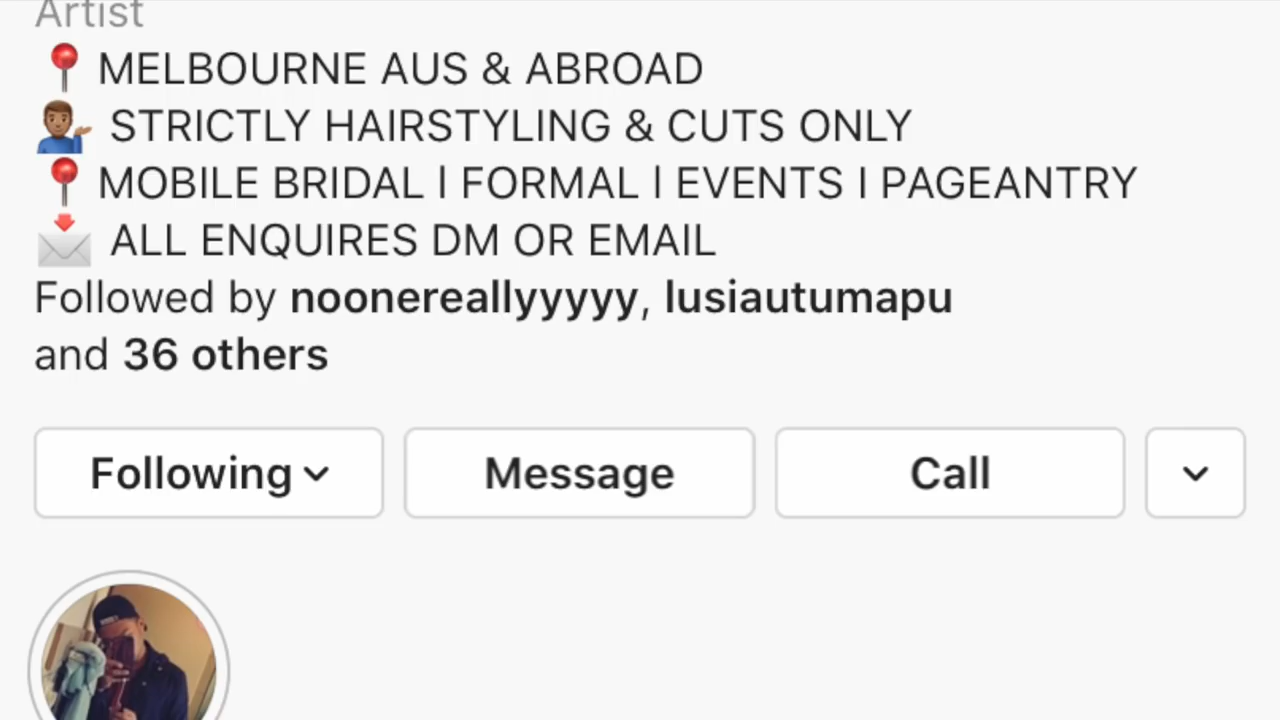 Artist
📍 MELBOURNE AUS & ABROAD
💁🏽‍♂️ STRICTLY HAIRSTYLING & CUTS ONLY
📍 MOBILE BRIDAL I FORMAL I EVENTS I PAGEANTRY
📩 ALL ENQUIRES DM OR EMAIL
Followed by noonereallyyyyy, lusiautumapu
and 36 others
Following Message Call